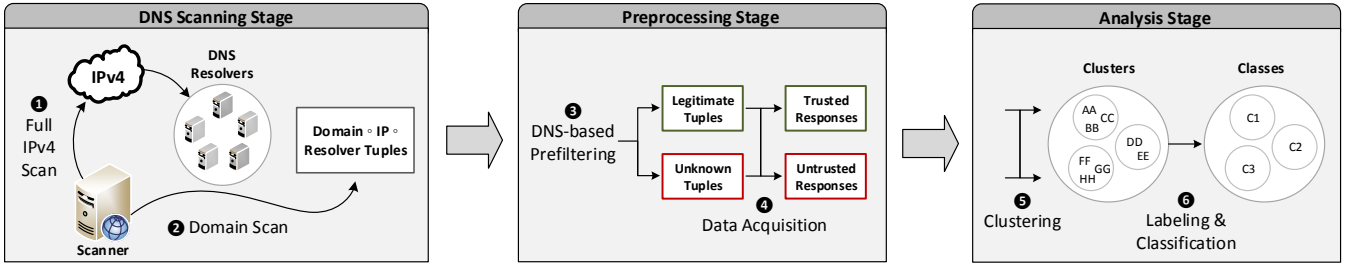 DNS Scanning Stage
IPv4
DNS
Resolvers
❶
Full
IPv4
Scan
Domain ◦ IP ◦
Resolver Tuples
❷ Domain Scan
Scanner
Preprocessing Stage
❸
DNS-based
Prefiltering
Legitimate
Tuples
Trusted
Responses
Unknown
Tuples
Untrusted
Responses
❹
Data Acquisition
Analysis Stage
Clusters
Classes
AA
CC
BB
DD
EE
FF
GG
HH
C1
C2
C3
❺
Clustering
❻
Labeling &
Classification